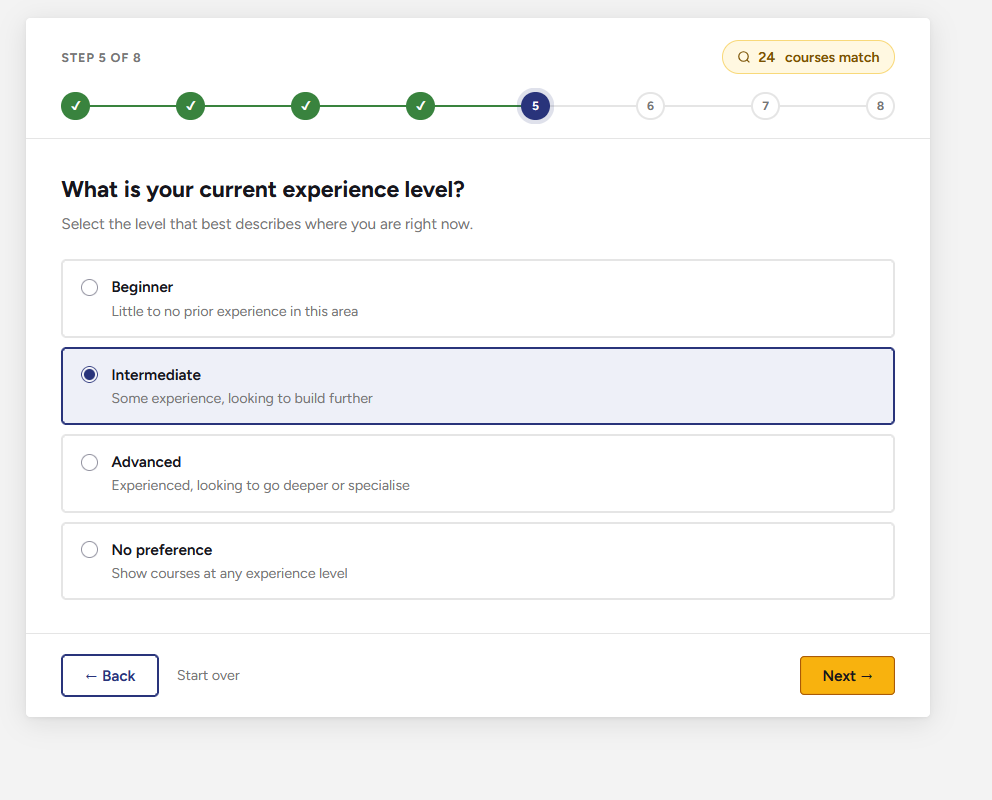 STEP 5 OF 8
24 courses match
5 6 7 8
What is your current experience level?
Select the level that best describes where you are right now.
Beginner
Little to no prior experience in this area
Intermediate
Some experience, looking to build further
Advanced
Experienced, looking to go deeper or specialise
No preference
Show courses at any experience level
← Back Start over Next →